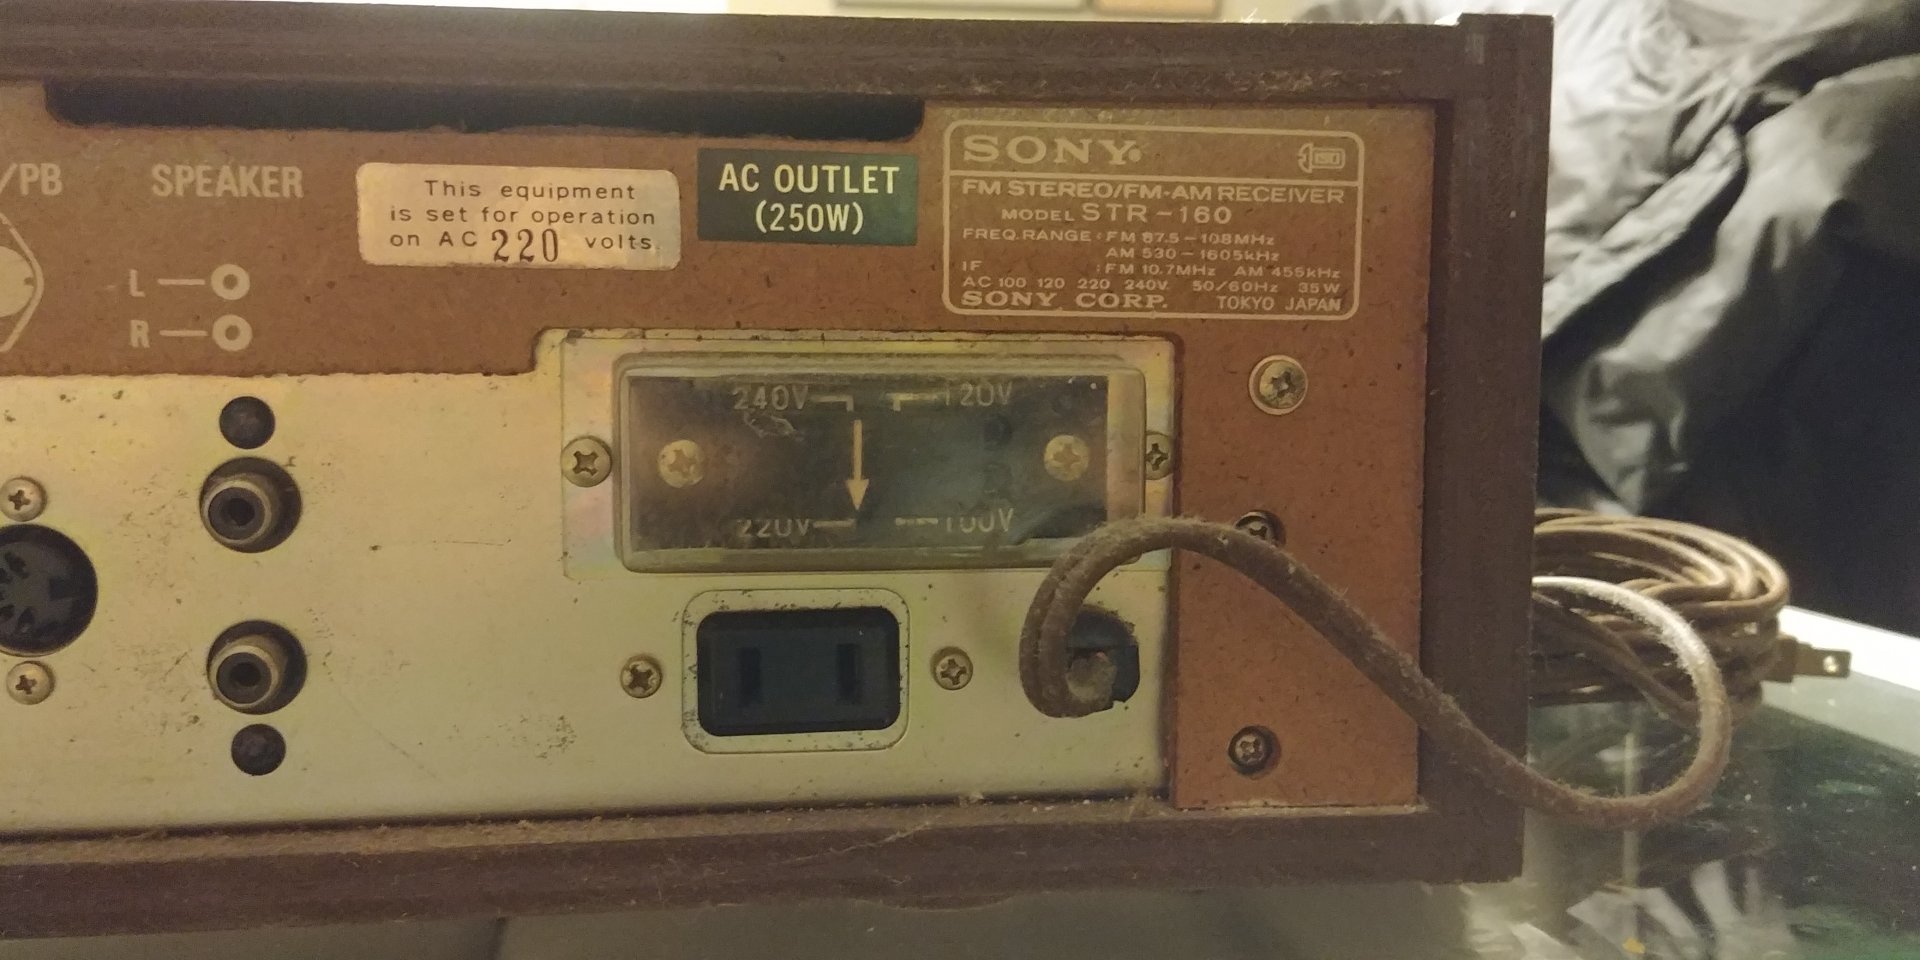 /PB
SPEAKER
L
R
This equipment
is set for operation
on AC 220 volts.
AC OUTLET
(250W)
SONY
FM STEREO/FM-AM RECEIVER
MODEL STR-160
FREQ. RANGE : FM 87.5-108MHz
AM 530-1605kHz
IF : FM 10.7MHz AM 455kHz
AC 100 120 220 240V. 50/60Hz 35W
SONY CORP. TOKYO JAPAN
240V 120V
220V 100V